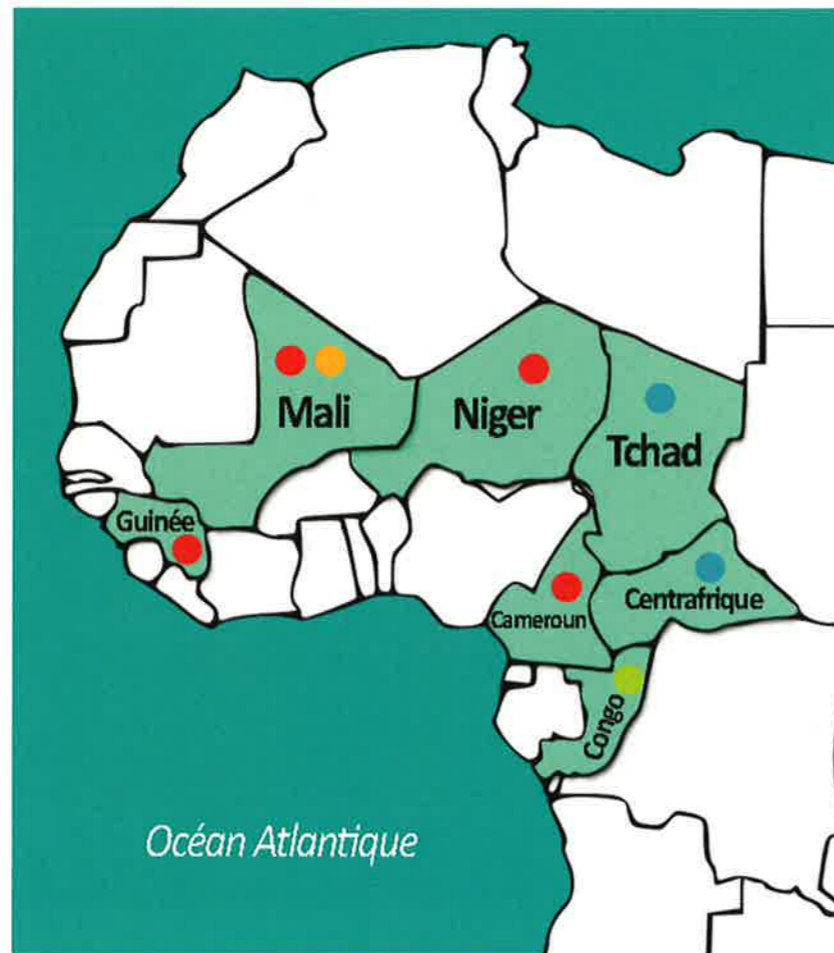 Mali
Niger
Tchad
Guinée
Cameroun
Centrafrique
Congo
Océan Atlantique